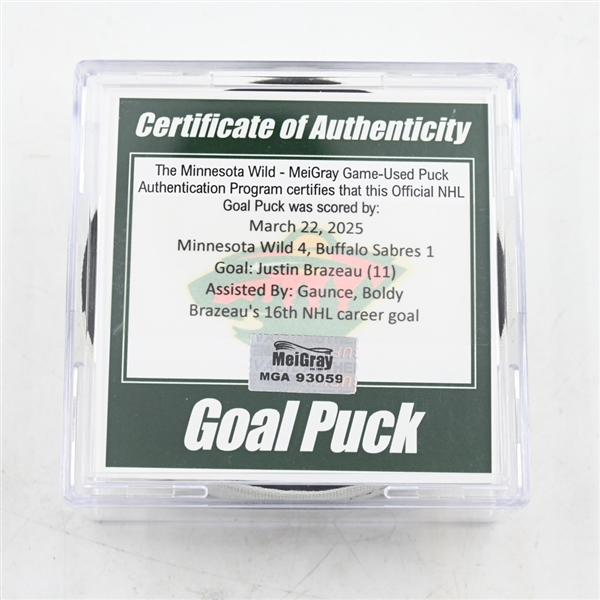 Certificate of Authenticity
The Minnesota Wild - MeiGray Game-Used Puck
Authentication Program certifies that this Official NHL
Goal Puck was scored by:
March 22, 2025
Minnesota Wild 4, Buffalo Sabres 1
Goal: Justin Brazeau (11)
Assisted By: Gaunce, Boldy
Brazeau's 16th NHL career goal
MeiGray
MGA 93059
Goal Puck